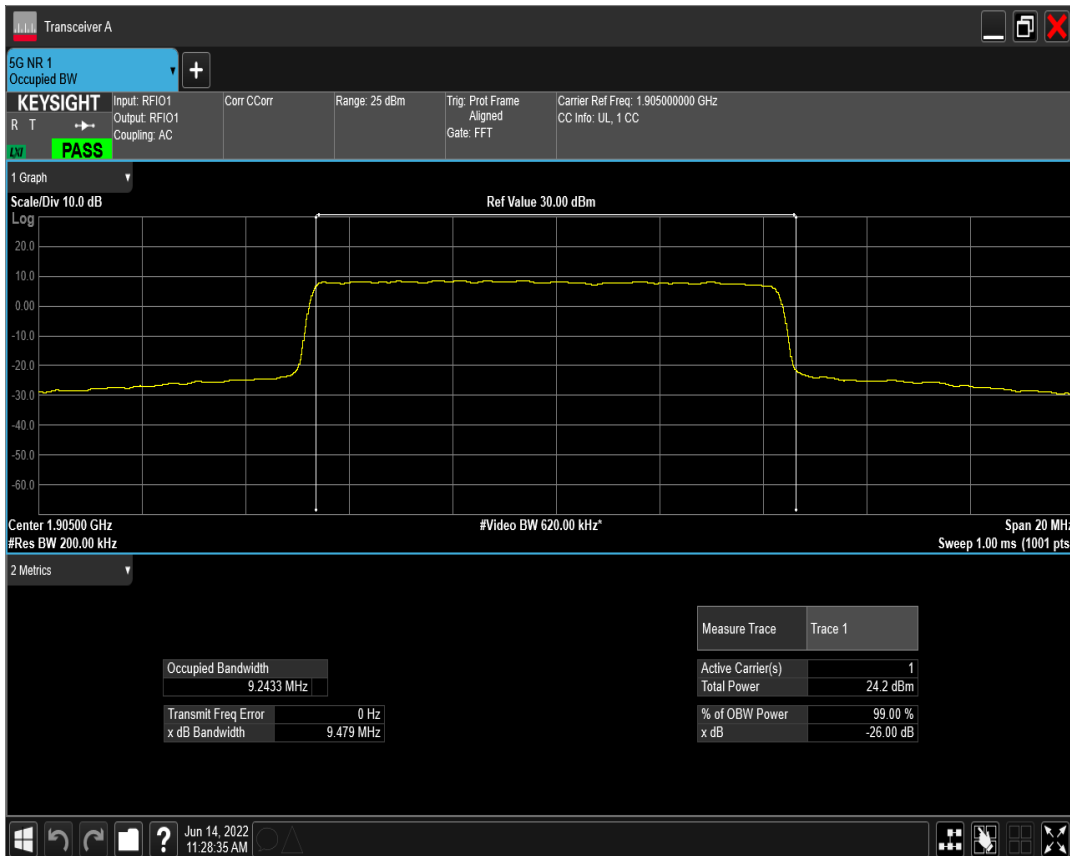 Transceiver A
5G NR 1
Occupied BW
KEYSIGHT
R T
LXI
PASS
Input: RFIO1
Output: RFIO1
Coupling: AC
Corr CCorr
Range: 25 dBm
Trig: Prot Frame
Aligned
Gate: FFT
Carrier Ref Freq: 1.905000000 GHz
CC Info: UL, 1 CC
1 Graph
Scale/Div 10.0 dB
Ref Value 30.00 dBm
Log
20.0
10.0
0.00
-10.0
-20.0
-30.0
-40.0
-50.0
-60.0
Center 1.90500 GHz
#Video BW 620.00 kHz*
Span 20 MHz
#Res BW 200.00 kHz
Sweep 1.00 ms (1001 pts
2 Metrics
Measure Trace Trace 1
Occupied Bandwidth
9.2433 MHz
Active Carrier(s) 1
Total Power 24.2 dBm
Transmit Freq Error 0 Hz
x dB Bandwidth 9.479 MHz
% of OBW Power 99.00 %
x dB -26.00 dB
?
Jun 14, 2022
11:28:35 AM